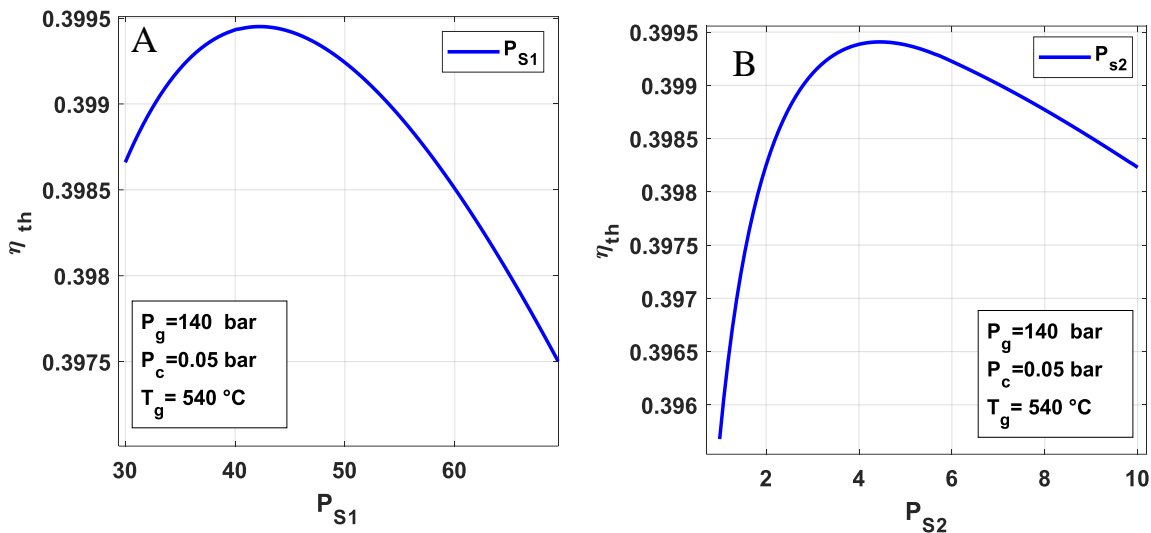 A
P_S1
0.3995
0.399
0.3985
0.398
0.3975
η_th
P_g=140 bar
P_c=0.05 bar
T_g= 540 °C
30 40 50 60
P_S1
B
P_s2
0.3995
0.399
0.3985
0.398
0.3975
0.397
0.3965
0.396
η_th
P_g=140 bar
P_c=0.05 bar
T_g= 540 °C
2 4 6 8 10
P_S2